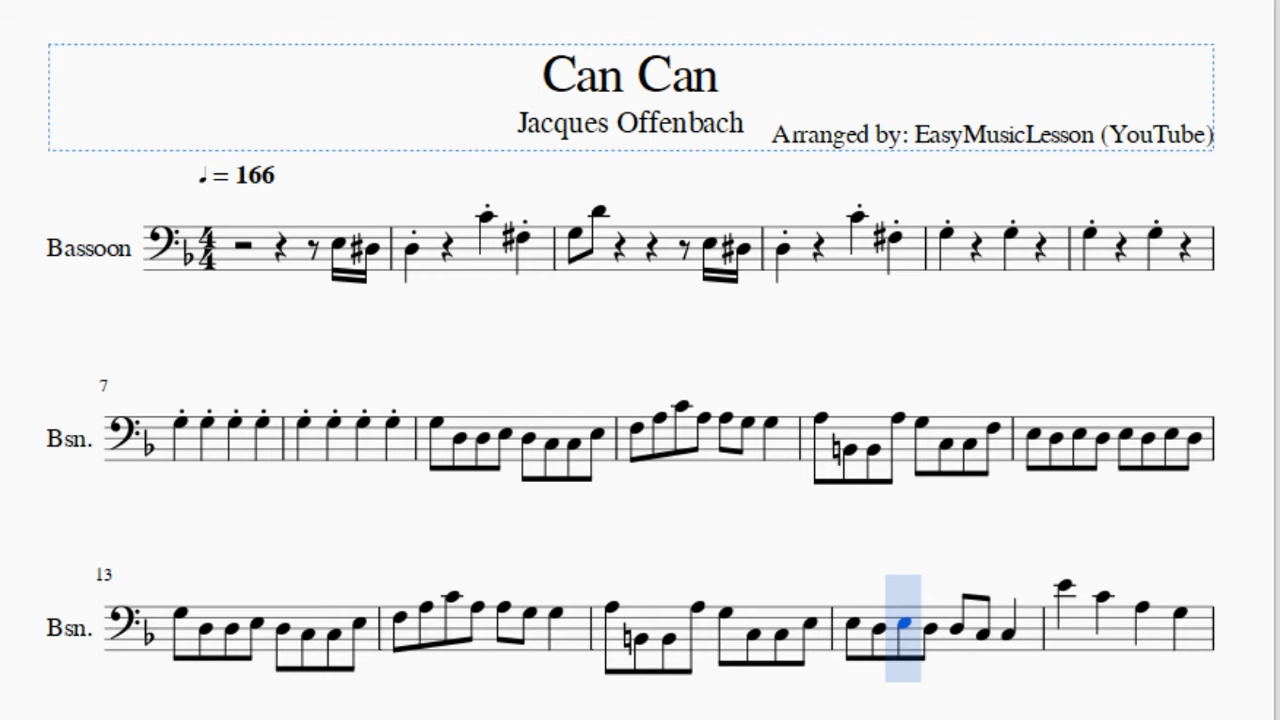 Can Can
Jacques Offenbach
Arranged by: EasyMusicLesson (YouTube)
♩ = 166
Bassoon
7
Bsn.
13
Bsn.